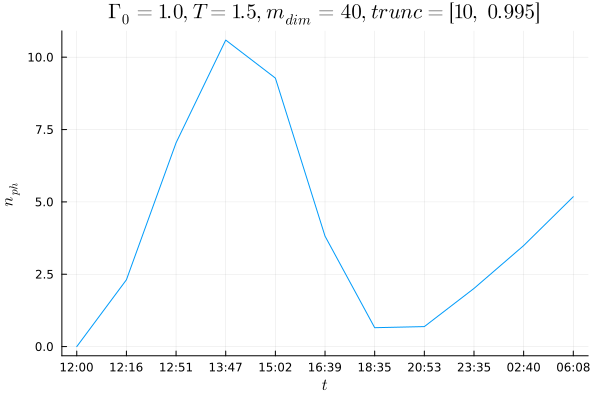 Γ₀ = 1.0, T = 1.5, m_dim = 40, trunc = [10, 0.995]
10.0
7.5
5.0
2.5
0.0
n_ph
12:00 12:16 12:51 13:47 15:02 16:39 18:35 20:53 23:35 02:40 06:08
t